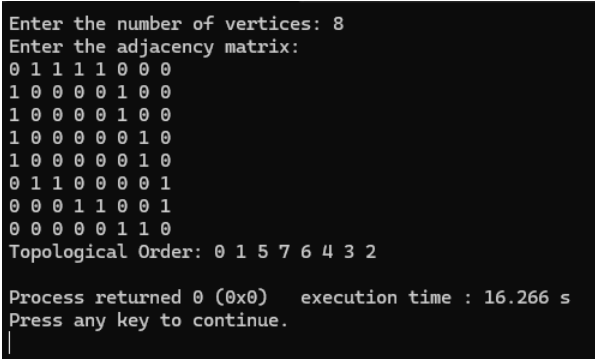 Enter the number of vertices: 8
Enter the adjacency matrix:
0 1 1 1 1 0 0 0
1 0 0 0 0 1 0 0
1 0 0 0 0 1 0 0
1 0 0 0 0 0 1 0
1 0 0 0 0 0 1 0
0 1 1 0 0 0 0 1
0 0 0 1 1 0 0 1
0 0 0 0 0 1 1 0
Topological Order: 0 1 5 7 6 4 3 2
Process returned 0 (0x0)   execution time : 16.266 s
Press any key to continue.